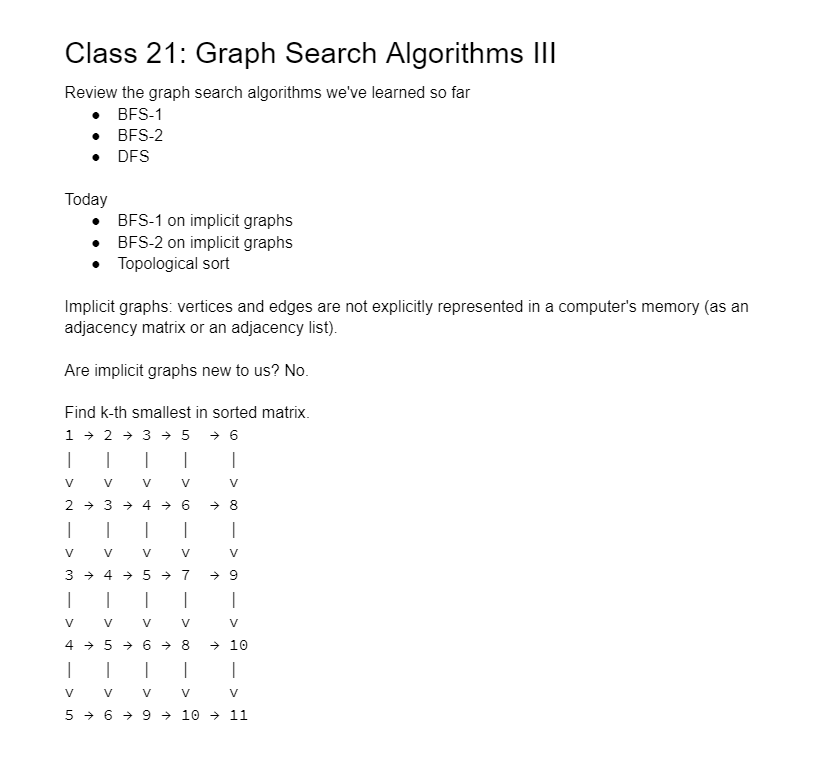 Class 21: Graph Search Algorithms III
Review the graph search algorithms we've learned so far
● BFS-1
● BFS-2
● DFS
Today
● BFS-1 on implicit graphs
● BFS-2 on implicit graphs
● Topological sort
Implicit graphs: vertices and edges are not explicitly represented in a computer's memory (as an
adjacency matrix or an adjacency list).
Are implicit graphs new to us? No.
Find k-th smallest in sorted matrix.
1 → 2 → 3 → 5  → 6
|   |   |   |    |
v   v   v   v    v
2 → 3 → 4 → 6  → 8
|   |   |   |    |
v   v   v   v    v
3 → 4 → 5 → 7  → 9
|   |   |   |    |
v   v   v   v    v
4 → 5 → 6 → 8  → 10
|   |   |   |    |
v   v   v   v    v
5 → 6 → 9 → 10 → 11